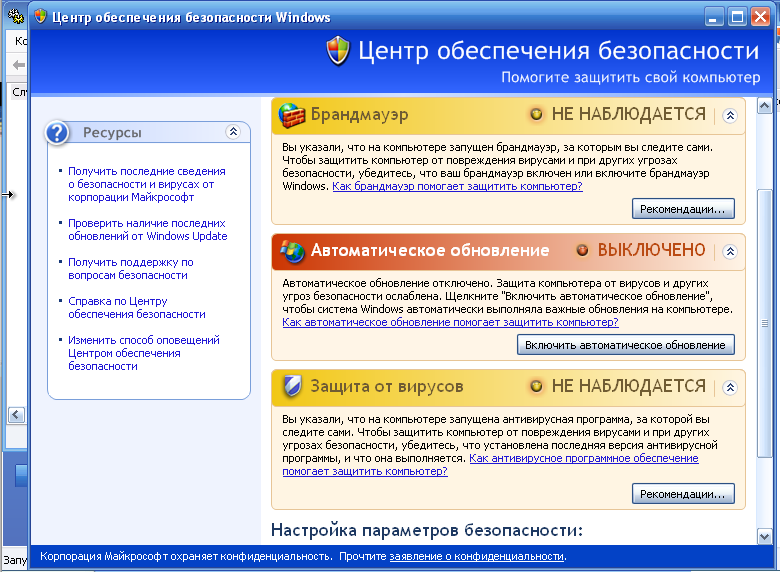 Центр обеспечения безопасности Windows
Центр обеспечения безопасности
Помогите защитить свой компьютер
Ко
Сл
Ресурсы
Получить последние сведения
о безопасности и вирусах от
корпорации Майкрософт
Проверить наличие последних
обновлений от Windows Update
Получить поддержку по
вопросам безопасности
Справка по Центру
обеспечения безопасности
Изменить способ оповещений
Центром обеспечения
безопасности
Брандмауэр
НЕ НАБЛЮДАЕТСЯ
Вы указали, что на компьютере запущен брандмауэр, за которым вы следите сами.
Чтобы защитить компьютер от повреждения вирусами и при других угрозах
безопасности, убедитесь, что ваш брандмауэр включен или включите брандмауэр
Windows. Как брандмауэр помогает защитить компьютер?
Рекомендации...
Автоматическое обновление
ВЫКЛЮЧЕНО
Автоматическое обновление отключено. Защита компьютера от вирусов и других
угроз безопасности ослаблена. Щелкните "Включить автоматическое обновление",
чтобы система Windows автоматически выполняла важные обновления на компьютере.
Как автоматическое обновление помогает защитить компьютер?
Включить автоматическое обновление
Защита от вирусов
НЕ НАБЛЮДАЕТСЯ
Вы указали, что на компьютере запущена антивирусная программа, за которой вы
следите сами. Чтобы защитить компьютер от повреждения вирусами и при других
угрозах безопасности, убедитесь, что установлена последняя версия антивирусной
программы, и что она выполняется. Как антивирусное программное обеспечение
помогает защитить компьютер?
Рекомендации...
Настройка параметров безопасности:
Запу
Корпорация Майкрософт охраняет конфиденциальность. Прочтите заявление о конфиденциальности.